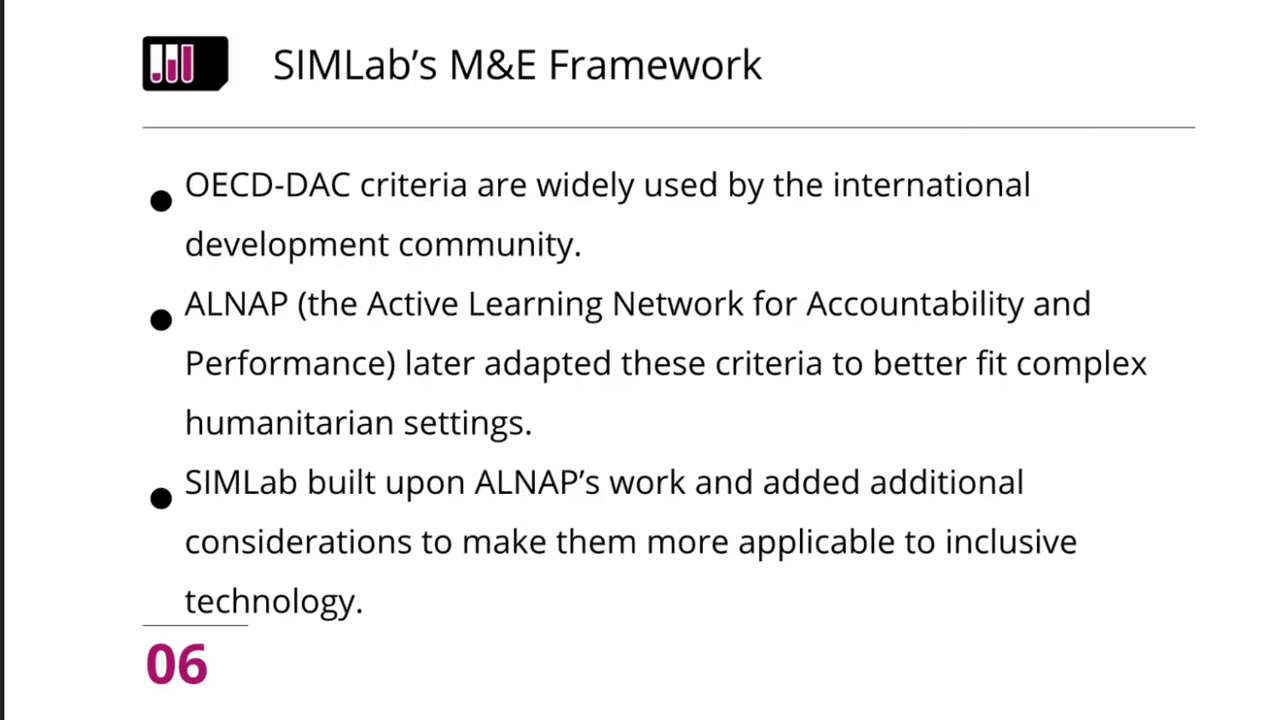 SIMLab’s M&E Framework
● OECD-DAC criteria are widely used by the international
development community.
● ALNAP (the Active Learning Network for Accountability and
Performance) later adapted these criteria to better fit complex
humanitarian settings.
● SIMLab built upon ALNAP’s work and added additional
considerations to make them more applicable to inclusive
technology.
06